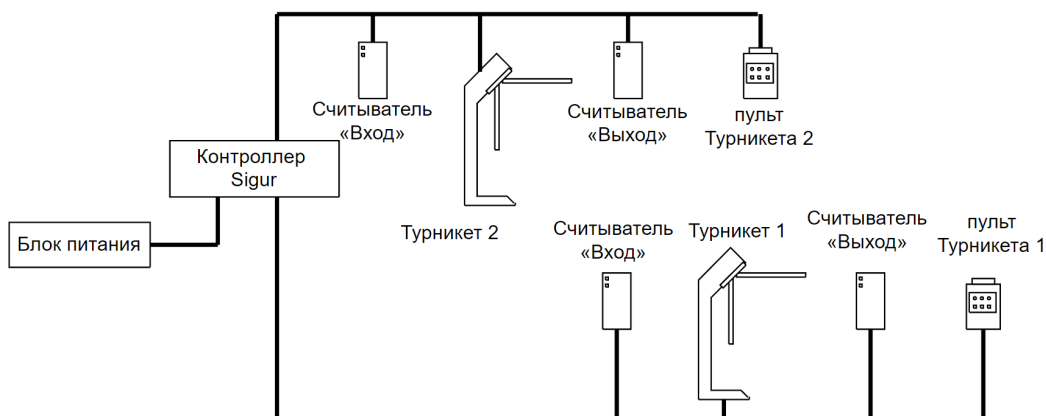 Считыватель
«Вход»
Считыватель
«Выход»
пульт
Турникета 2
Контроллер
Sigur
Блок питания
Турникет 2
Считыватель
«Вход»
Турникет 1
Считыватель
«Выход»
пульт
Турникета 1